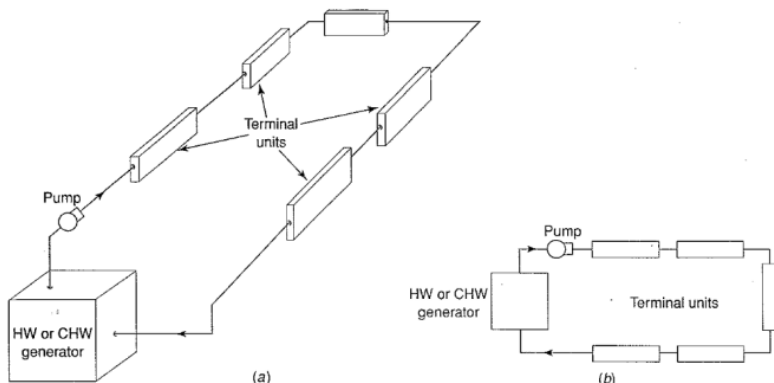 Terminal
units
Pump
HW or CHW
generator
(a)
Pump
HW or CHW
generator
Terminal units
(b)